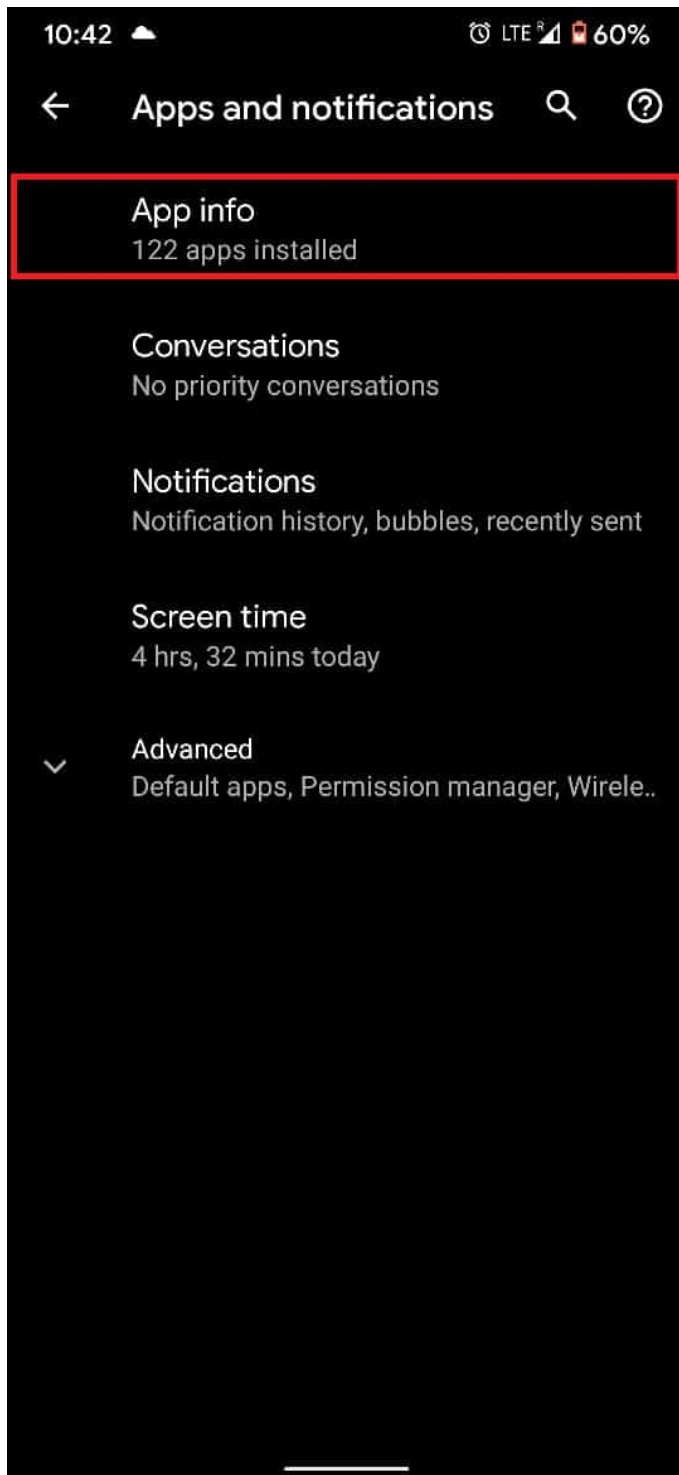 10:42 LTE R 60%
Apps and notifications
App info
122 apps installed
Conversations
No priority conversations
Notifications
Notification history, bubbles, recently sent
Screen time
4 hrs, 32 mins today
Advanced
Default apps, Permission manager, Wirele..